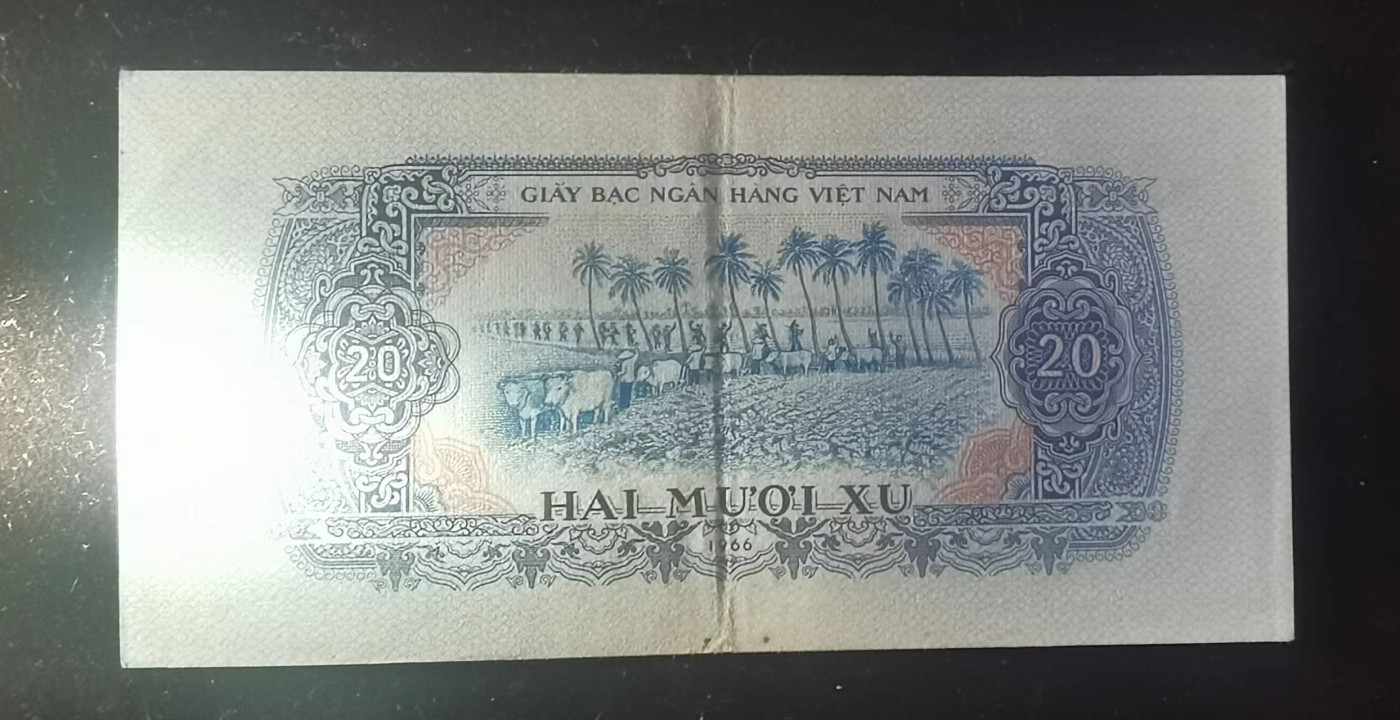 GIẤY BẠC NGÂN HÀNG VIỆT NAM
20
20
HAI MƯƠI XU
1966